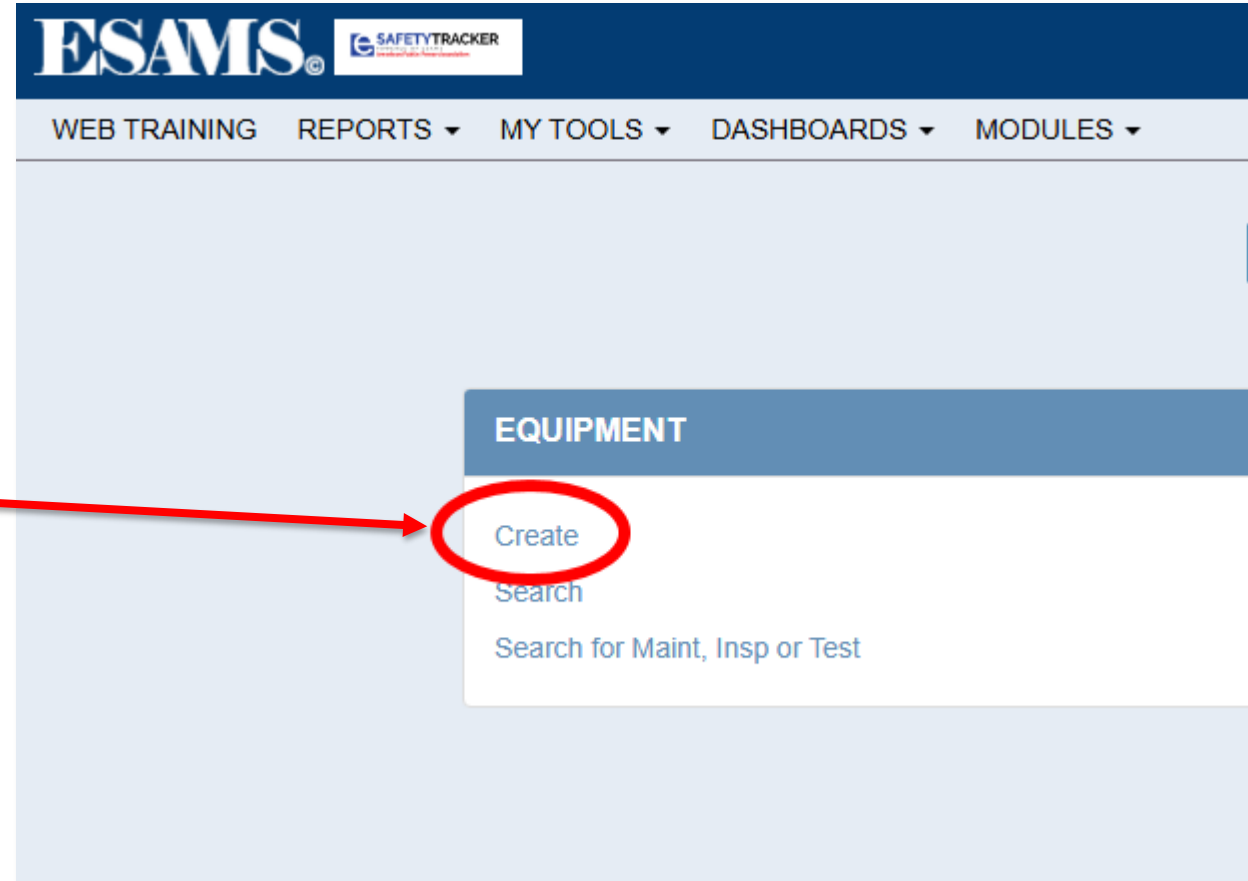 ESAMS©
SAFETYTRACKER
WEB TRAINING REPORTS MY TOOLS DASHBOARDS MODULES
EQUIPMENT
Create
Search
Search for Maint, Insp or Test